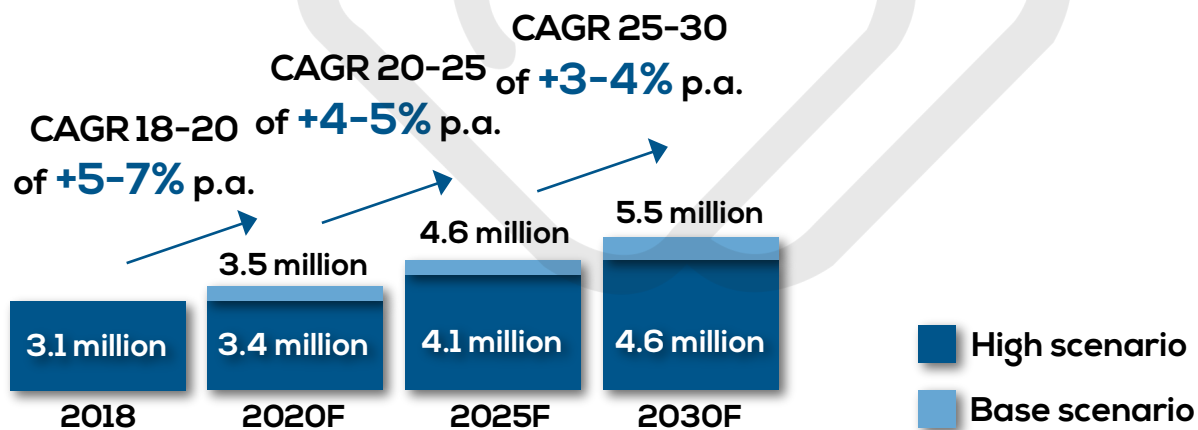 CAGR 18-20
of +5-7% p.a.
CAGR 20-25
of +4-5% p.a.
CAGR 25-30
of +3-4% p.a.
3.5 million
4.6 million
5.5 million
3.1 million
3.4 million
4.1 million
4.6 million
2018
2020F
2025F
2030F
High scenario
Base scenario